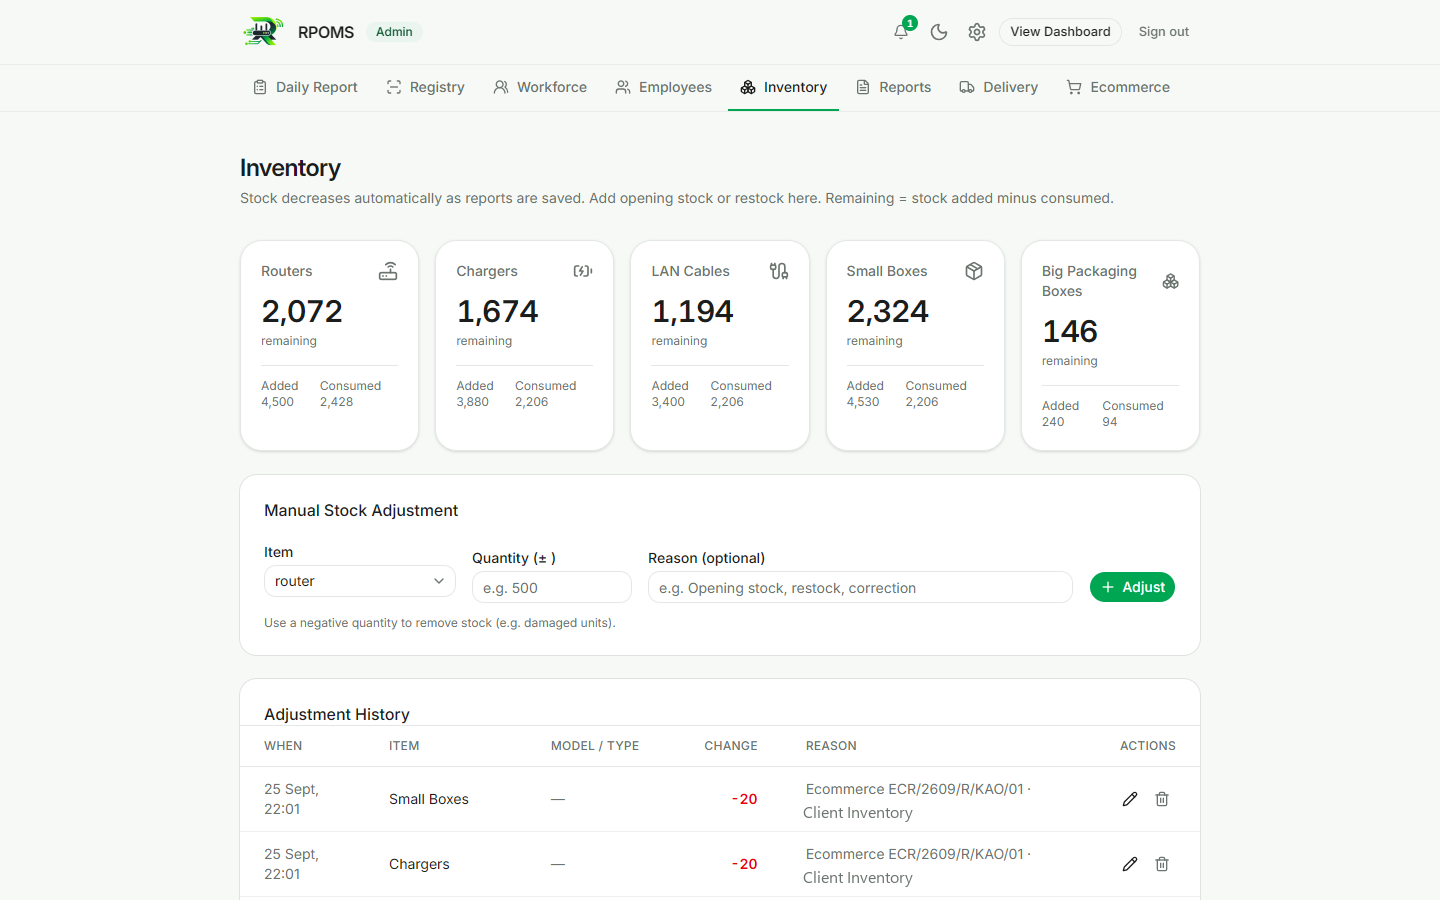 RPOMS
Admin
1
View Dashboard
Sign out
Daily Report
Registry
Workforce
Employees
Inventory
Reports
Delivery
Ecommerce
Inventory
Stock decreases automatically as reports are saved. Add opening stock or restock here. Remaining = stock added minus consumed.
Routers
2,072
remaining
Added
4,500
Consumed
2,428
Chargers
1,674
remaining
Added
3,880
Consumed
2,206
LAN Cables
1,194
remaining
Added
3,400
Consumed
2,206
Small Boxes
2,324
remaining
Added
4,530
Consumed
2,206
Big Packaging
Boxes
146
remaining
Added
240
Consumed
94
Manual Stock Adjustment
Item
router
Quantity (± )
e.g. 500
Reason (optional)
e.g. Opening stock, restock, correction
Adjust
Use a negative quantity to remove stock (e.g. damaged units).
Adjustment History
WHEN ITEM MODEL / TYPE CHANGE REASON ACTIONS
25 Sept,
22:01
Small Boxes
—
-20
Ecommerce ECR/2609/R/KAO/01 ·
Client Inventory
25 Sept,
22:01
Chargers
—
-20
Ecommerce ECR/2609/R/KAO/01 ·
Client Inventory